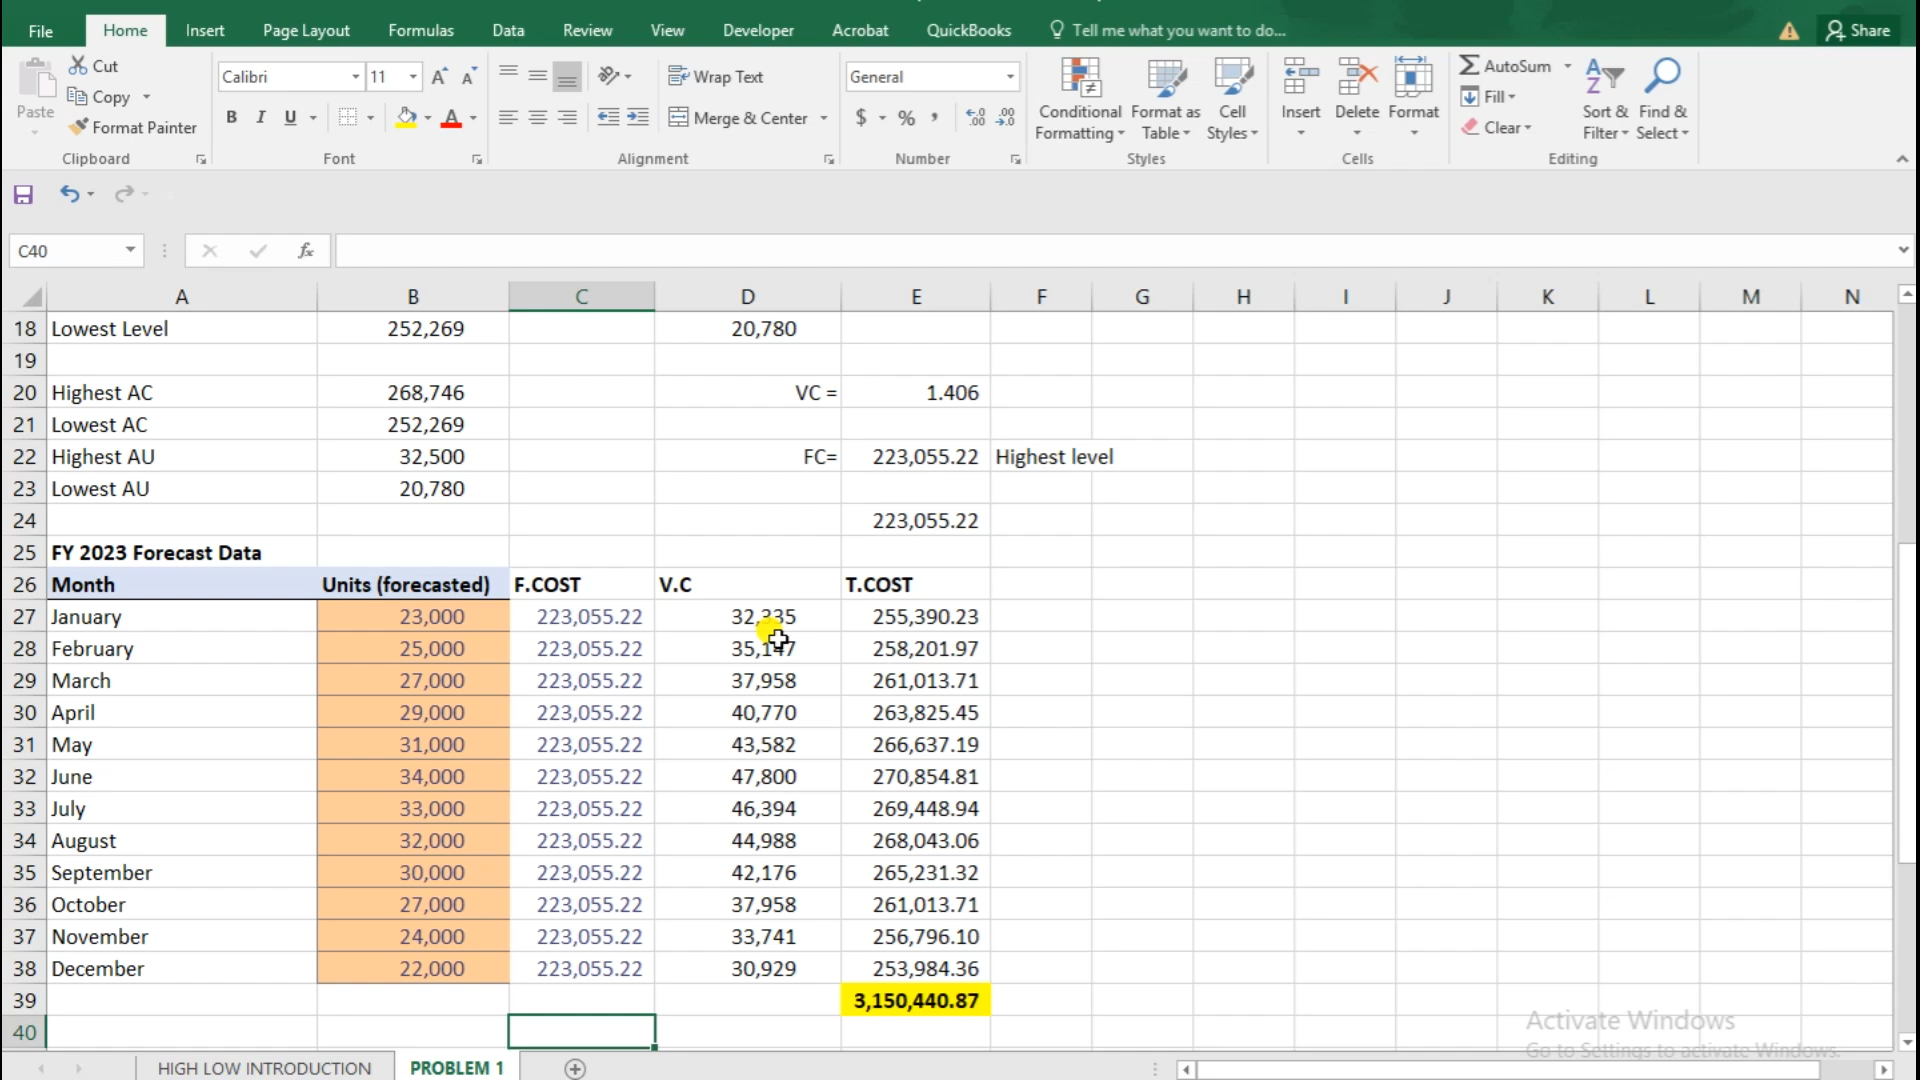 File Home Insert Page Layout Formulas Data Review View Developer Acrobat QuickBooks Tell me what you want to do... Share
Cut
Copy
Format Painter
Paste
Clipboard
Calibri 11 A A
B I U A
Font
Wrap Text
Merge & Center
Alignment
General
$ % , .0 .00 .00 .0
Number
Conditional Formatting Format as Table Cell Styles
Styles
Insert Delete Format
Cells
AutoSum
Fill
Clear
Sort & Filter Find & Select
Editing
C40 fx
A B C D E F G H I J K L M N
18 Lowest Level 252,269 20,780
19
20 Highest AC 268,746 VC = 1.406
21 Lowest AC 252,269
22 Highest AU 32,500 FC= 223,055.22 Highest level
23 Lowest AU 20,780
24 223,055.22
25 FY 2023 Forecast Data
26 Month Units (forecasted) F.COST V.C T.COST
27 January 23,000 223,055.22 32,335 255,390.23
28 February 25,000 223,055.22 35,147 258,201.97
29 March 27,000 223,055.22 37,958 261,013.71
30 April 29,000 223,055.22 40,770 263,825.45
31 May 31,000 223,055.22 43,582 266,637.19
32 June 34,000 223,055.22 47,800 270,854.81
33 July 33,000 223,055.22 46,394 269,448.94
34 August 32,000 223,055.22 44,988 268,043.06
35 September 30,000 223,055.22 42,176 265,231.32
36 October 27,000 223,055.22 37,958 261,013.71
37 November 24,000 223,055.22 33,741 256,796.10
38 December 22,000 223,055.22 30,929 253,984.36
39 3,150,440.87
40
Activate Windows
Go to Settings to activate Windows.
HIGH LOW INTRODUCTION PROBLEM 1